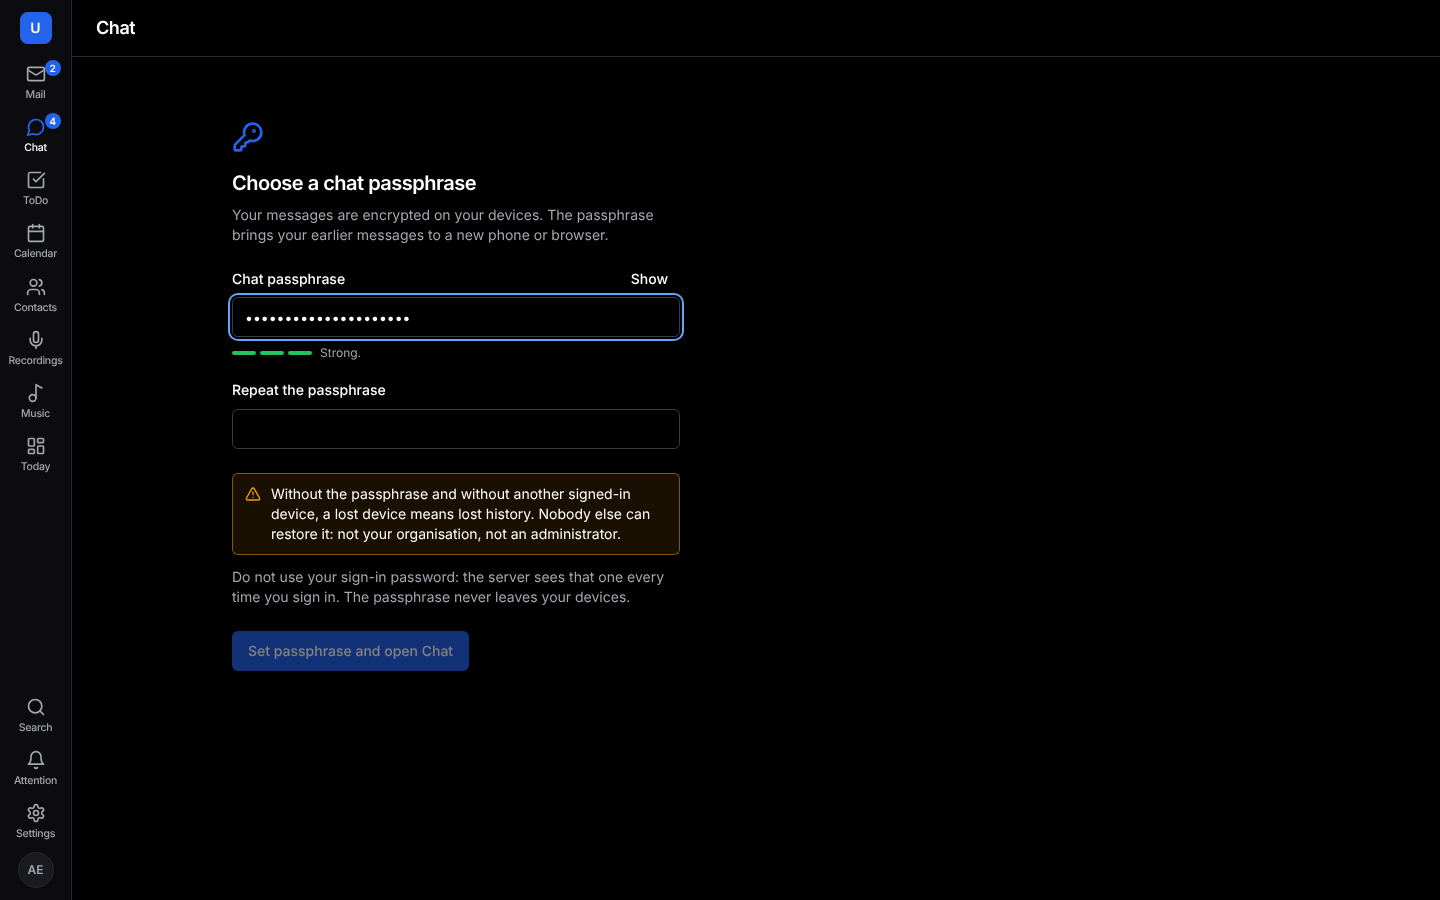 U
Chat
2
Mail
4
Chat
ToDo
Calendar
Contacts
Recordings
Music
Today
Choose a chat passphrase
Your messages are encrypted on your devices. The passphrase
brings your earlier messages to a new phone or browser.
Chat passphrase
Show
•••••••••••••••••••••
Strong.
Repeat the passphrase
Without the passphrase and without another signed-in
device, a lost device means lost history. Nobody else can
restore it: not your organisation, not an administrator.
Do not use your sign-in password: the server sees that one every
time you sign in. The passphrase never leaves your devices.
Set passphrase and open Chat
Search
Attention
Settings
AE